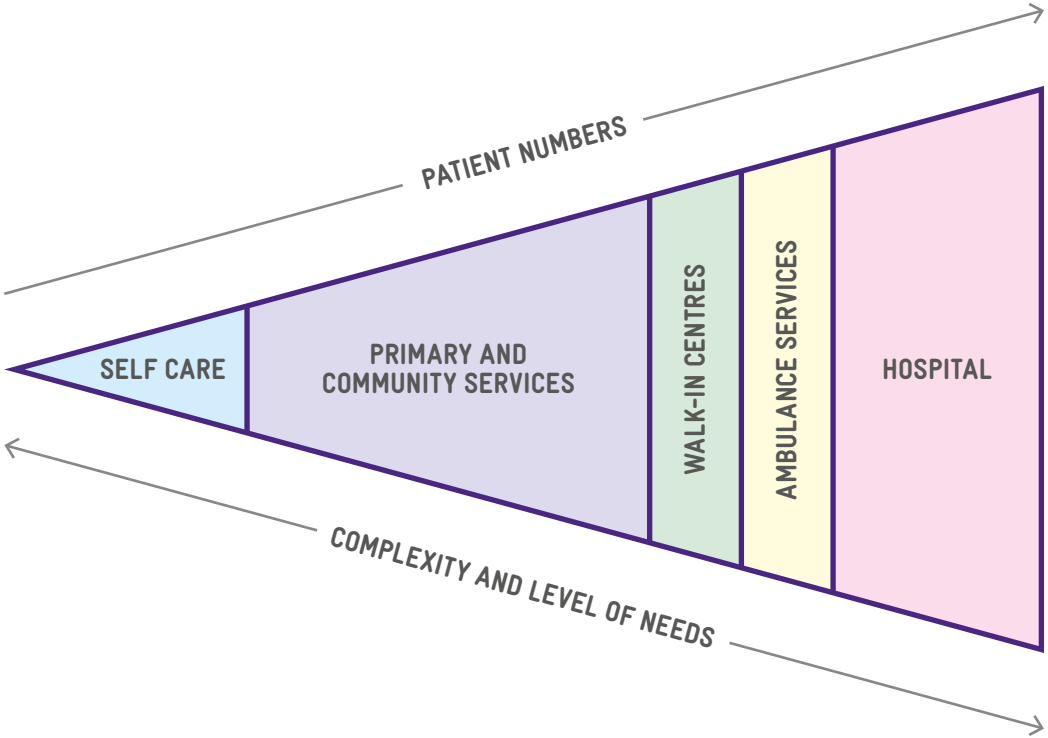 PATIENT NUMBERS
SELF CARE
PRIMARY AND
COMMUNITY SERVICES
WALK-IN CENTRES
AMBULANCE SERVICES
HOSPITAL
COMPLEXITY AND LEVEL OF NEEDS